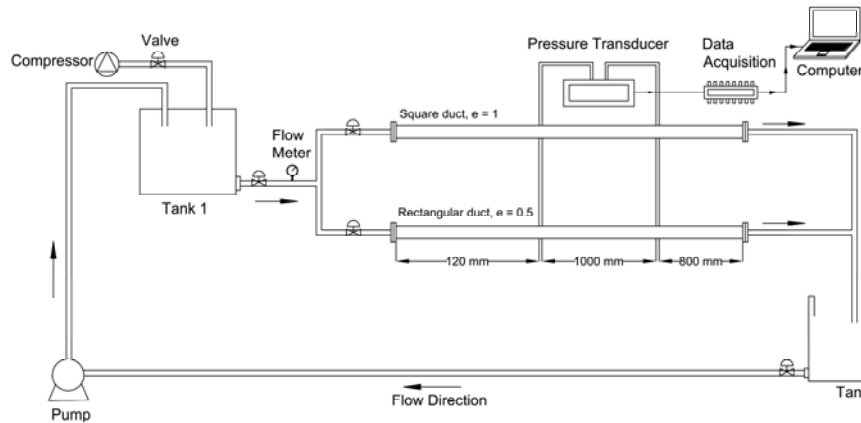 Valve
Compressor
Pressure Transducer
Data
Acquisition
Computer
Square duct, e = 1
Flow
Meter
Tank 1
Rectangular duct, e = 0.5
120 mm
1000 mm
800 mm
Tan
Flow Direction
Pump